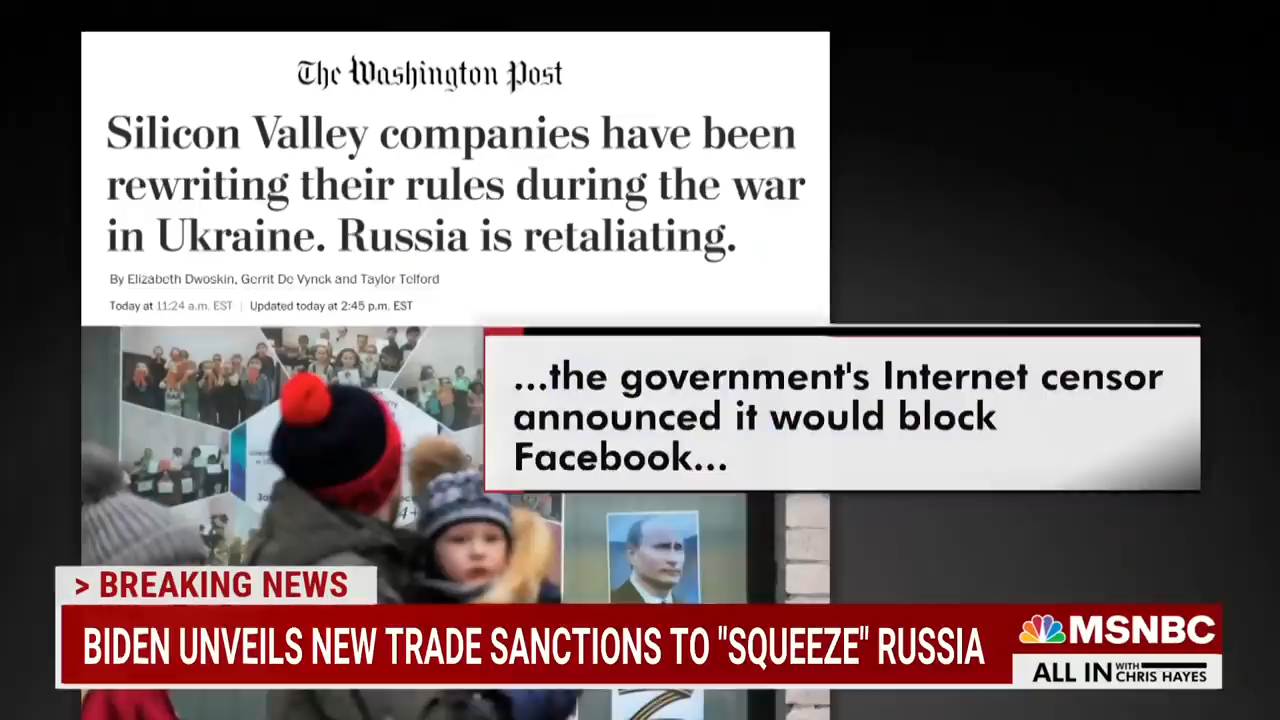 The Washington Post
Silicon Valley companies have been
rewriting their rules during the war
in Ukraine. Russia is retaliating.
By Elizabeth Dwoskin, Gerrit De Vynck and Taylor Telford
Today at 11:24 a.m. EST | Updated today at 2:45 p.m. EST
...the government's Internet censor
announced it would block
Facebook...
> BREAKING NEWS
BIDEN UNVEILS NEW TRADE SANCTIONS TO "SQUEEZE" RUSSIA
MSNBC
ALL IN WITH CHRIS HAYES